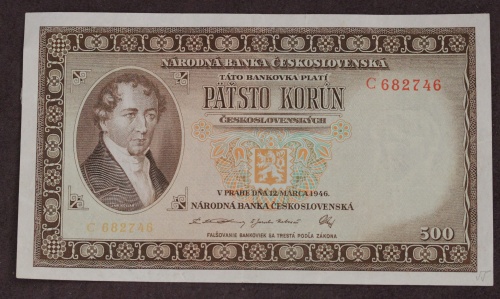 NÁRODNÁ BANKA ČESKOSLOVENSKÁ
TÁTO BANKOVKA PLATÍ
PÄTSTO KORÚN
C 682746
ČESKOSLOVENSKÝCH
V PRAHE DŇA 12. MARCA 1946.
NÁRODNÁ BANKA ČESKOSLOVENSKÁ
C 682746
FALŠOVANIE BANKOVIEK SA TRESTÁ PODĽA ZÁKONA.
500